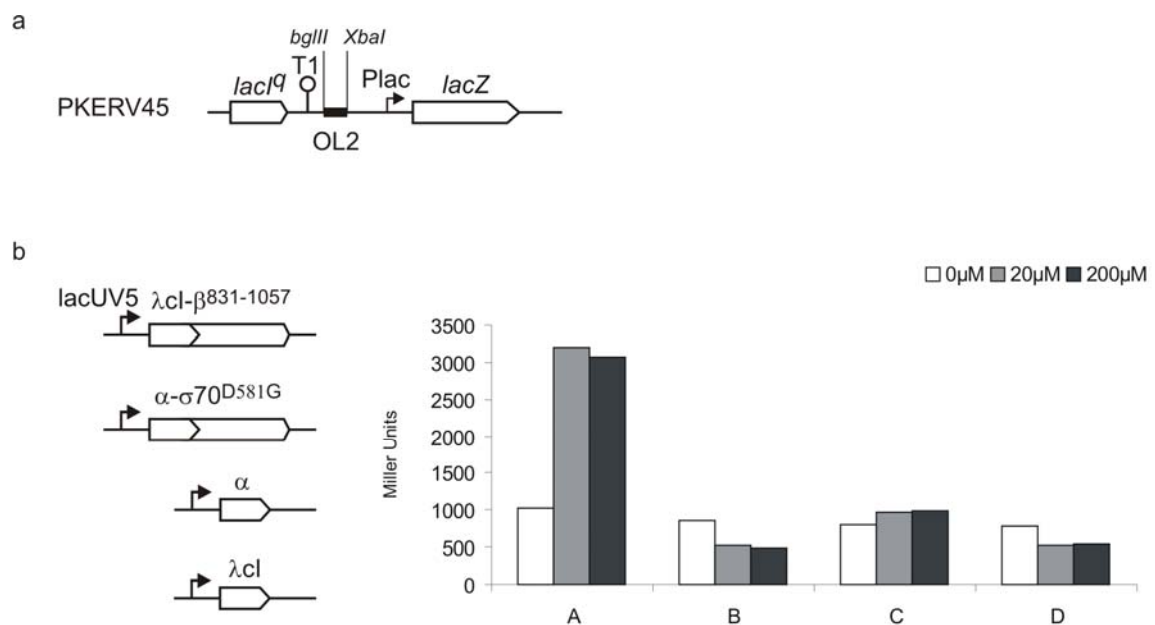 a
bglII XbaI
T1
lacIq Plac lacZ
PKERV45
OL2
b
0µM 20µM 200µM
lacUV5 λcI-β831-1057
α-σ70D581G
α
λcI
Miller Units
3500
3000
2500
2000
1500
1000
500
0
A B C D